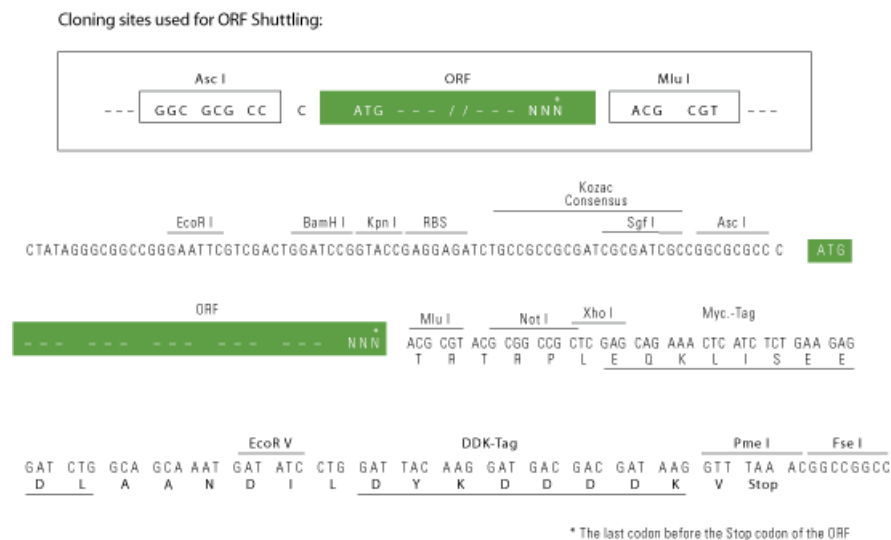 Cloning sites used for ORF Shuttling:
Asc I ORF Mlu I
--- GGC GCG CC C ATG --- // --- NNN* ACG CGT ---
Kozac
Consensus
EcoR I BamH I Kpn I RBS Sgf I Asc I
CTATAGGGCGGCCGGGAATTCGTCGACTGGATCCGGTACCGAGGAGATCTGCCGCCGCGATCGCGATCGCCGGCGCGCC C ATG
ORF Mlu I Not I Xho I Myc.-Tag
--- --- --- --- --- --- NNN* ACG CGT ACG CGG CCG CTC GAG CAG AAA CTC ATC TCT GAA GAG
T R T R P L E Q K L I S E E
EcoR V DDK-Tag Pme I Fse I
GAT CTG GCA GCA AAT GAT ATC CTG GAT TAC AAG GAT GAC GAC GAT AAG GTT TAA ACGGCCGGCC
D L A A N D I L D Y K D D D D K V Stop
* The last codon before the Stop codon of the ORF